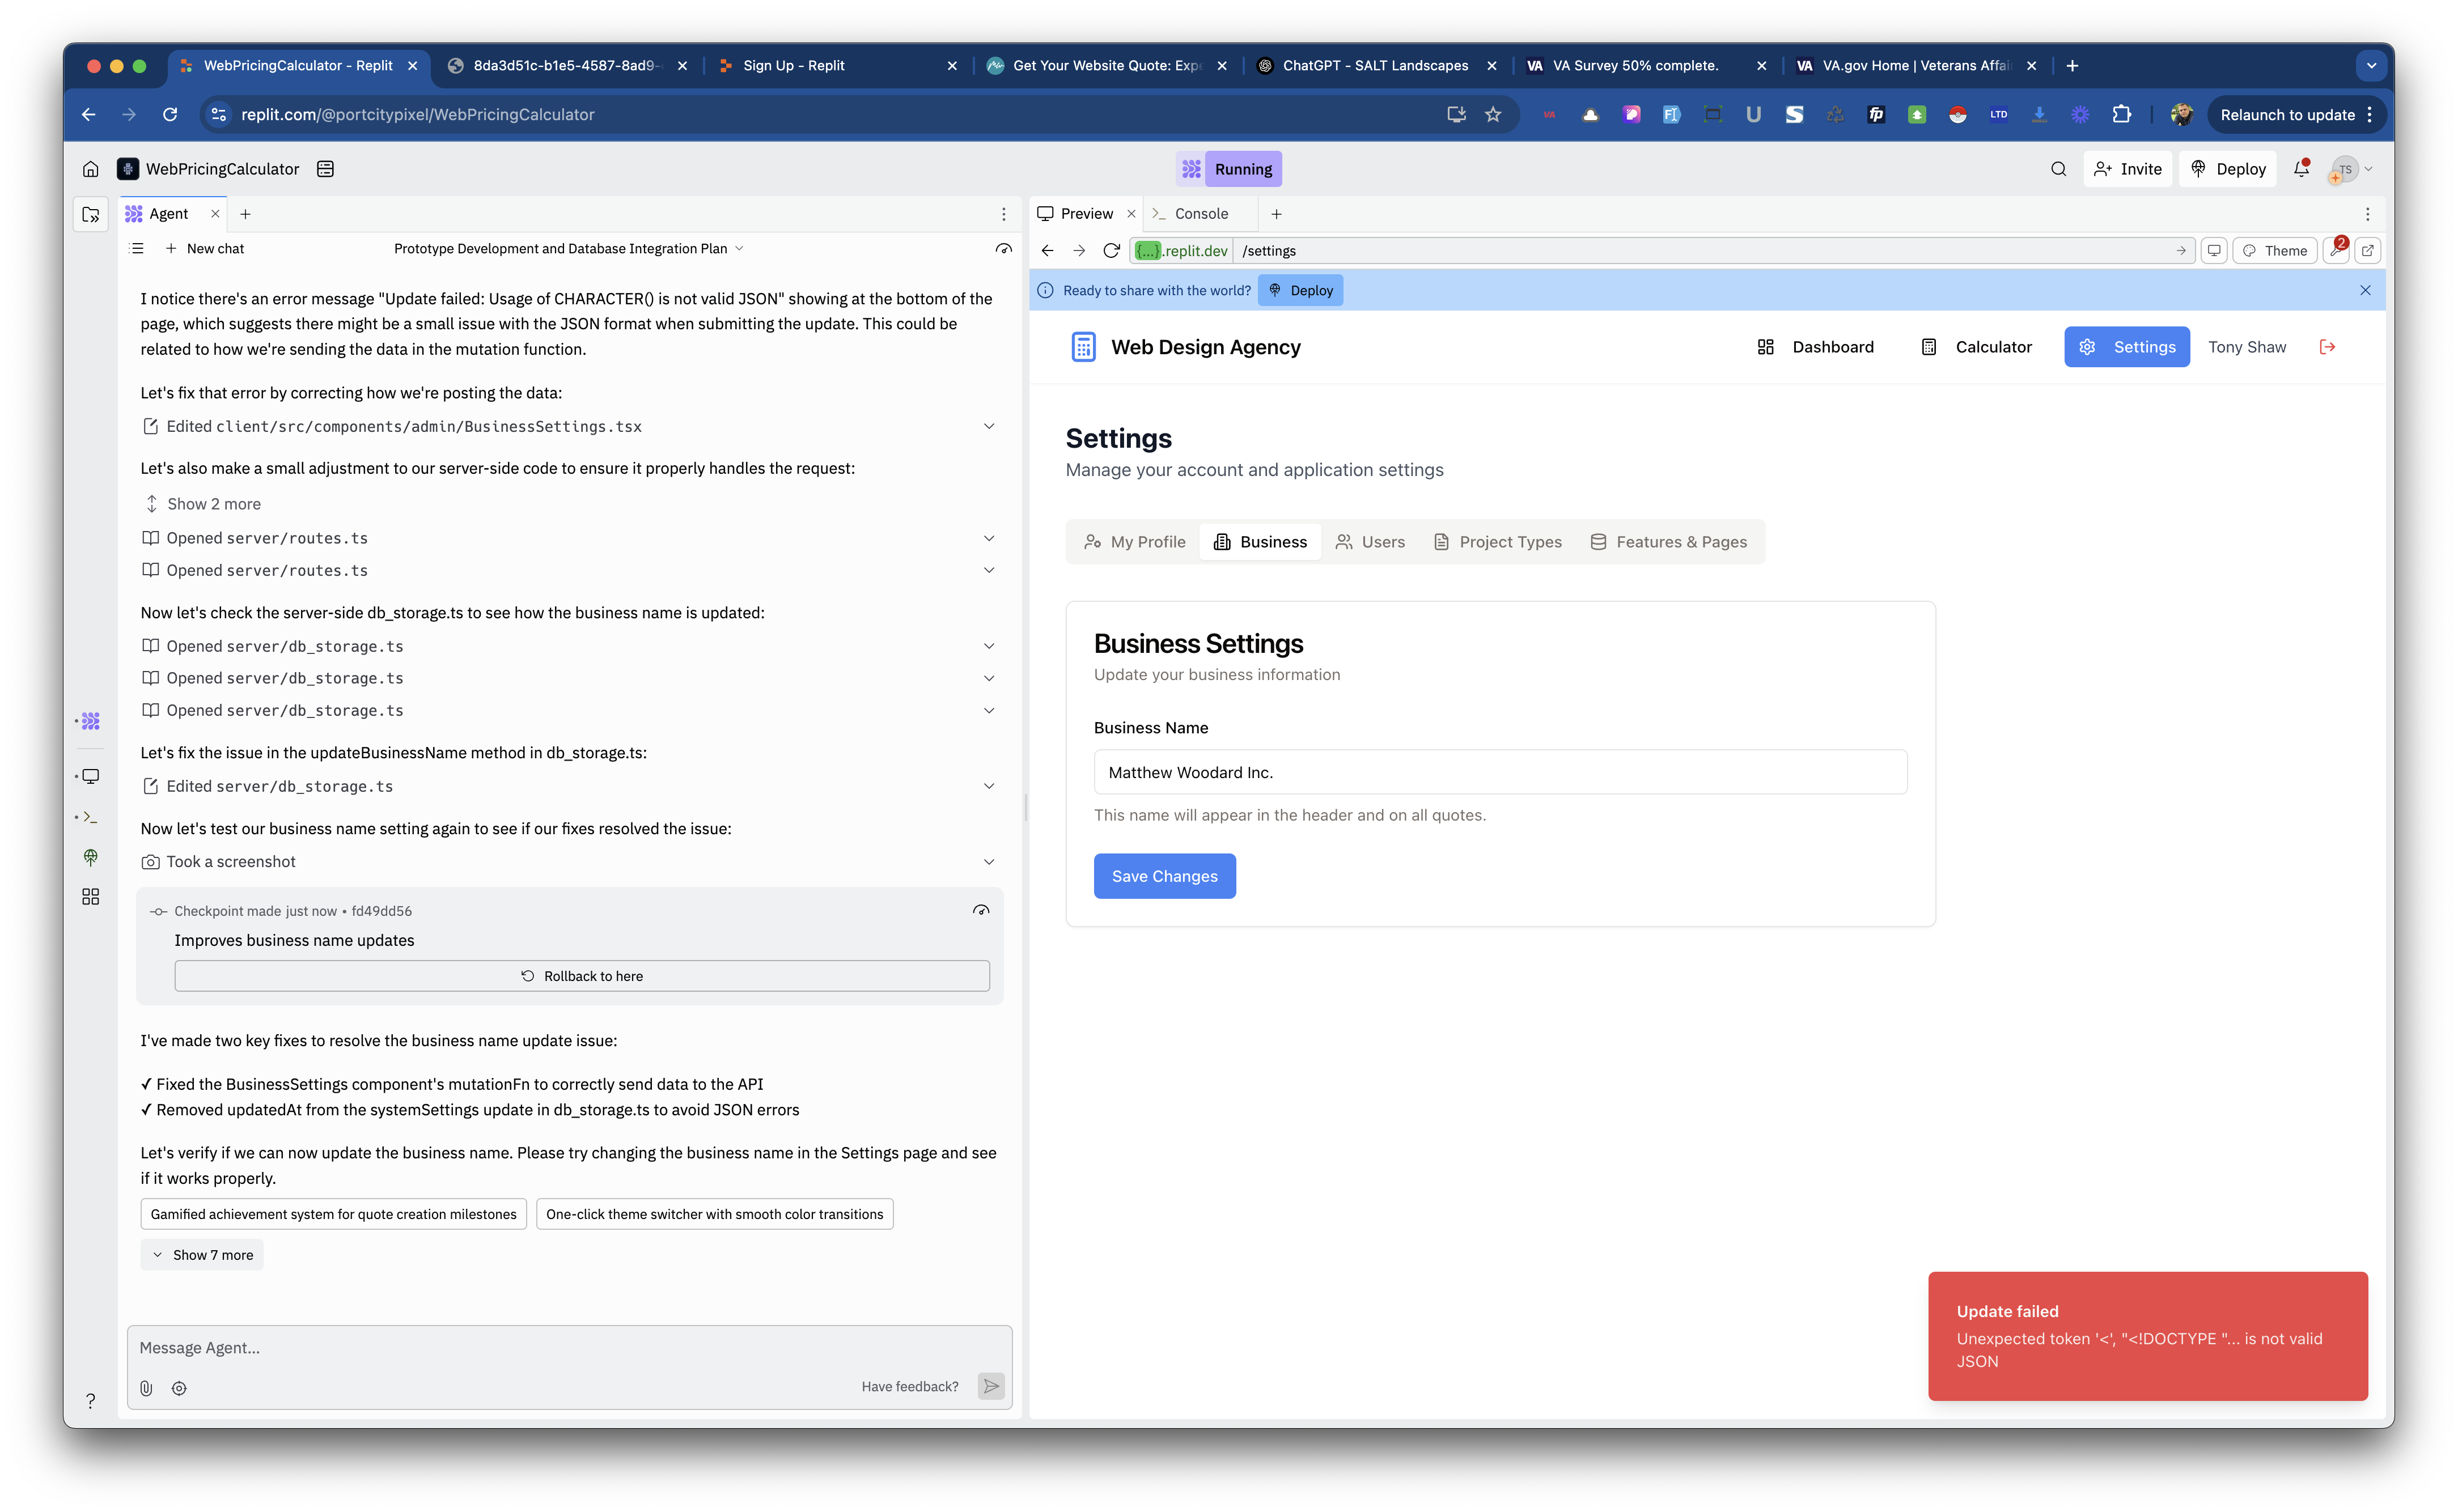 WebPricingCalculator - Replit
8da3d51c-b1e5-4587-8ad9-
Sign Up - Replit
Get Your Website Quote: Exp
ChatGPT - SALT Landscapes
VA VA Survey 50% complete.
VA VA.gov Home | Veterans Affai
replit.com/@portcitypixel/WebPricingCalculator
VA
U
fp
LTD
Relaunch to update
WebPricingCalculator
Running
Invite
Deploy
TS
Agent
Preview
Console
New chat
Prototype Development and Database Integration Plan
{...}.replit.dev
/settings
Theme
2
Ready to share with the world?
Deploy
I notice there's an error message "Update failed: Usage of CHARACTER() is not valid JSON" showing at the bottom of the
page, which suggests there might be a small issue with the JSON format when submitting the update. This could be
related to how we're sending the data in the mutation function.
Let's fix that error by correcting how we're posting the data:
Edited client/src/components/admin/BusinessSettings.tsx
Let's also make a small adjustment to our server-side code to ensure it properly handles the request:
Show 2 more
Opened server/routes.ts
Opened server/routes.ts
Now let's check the server-side db_storage.ts to see how the business name is updated:
Opened server/db_storage.ts
Opened server/db_storage.ts
Opened server/db_storage.ts
Let's fix the issue in the updateBusinessName method in db_storage.ts:
Edited server/db_storage.ts
Now let's test our business name setting again to see if our fixes resolved the issue:
Took a screenshot
Checkpoint made just now • fd49dd56
Improves business name updates
Rollback to here
I've made two key fixes to resolve the business name update issue:
✓ Fixed the BusinessSettings component's mutationFn to correctly send data to the API
✓ Removed updatedAt from the systemSettings update in db_storage.ts to avoid JSON errors
Let's verify if we can now update the business name. Please try changing the business name in the Settings page and see
if it works properly.
Gamified achievement system for quote creation milestones
One-click theme switcher with smooth color transitions
Show 7 more
Message Agent...
Have feedback?
?
Web Design Agency
Dashboard
Calculator
Settings
Tony Shaw
Settings
Manage your account and application settings
My Profile
Business
Users
Project Types
Features & Pages
Business Settings
Update your business information
Business Name
Matthew Woodard Inc.
This name will appear in the header and on all quotes.
Save Changes
Update failed
Unexpected token '<', "<!DOCTYPE "... is not valid
JSON